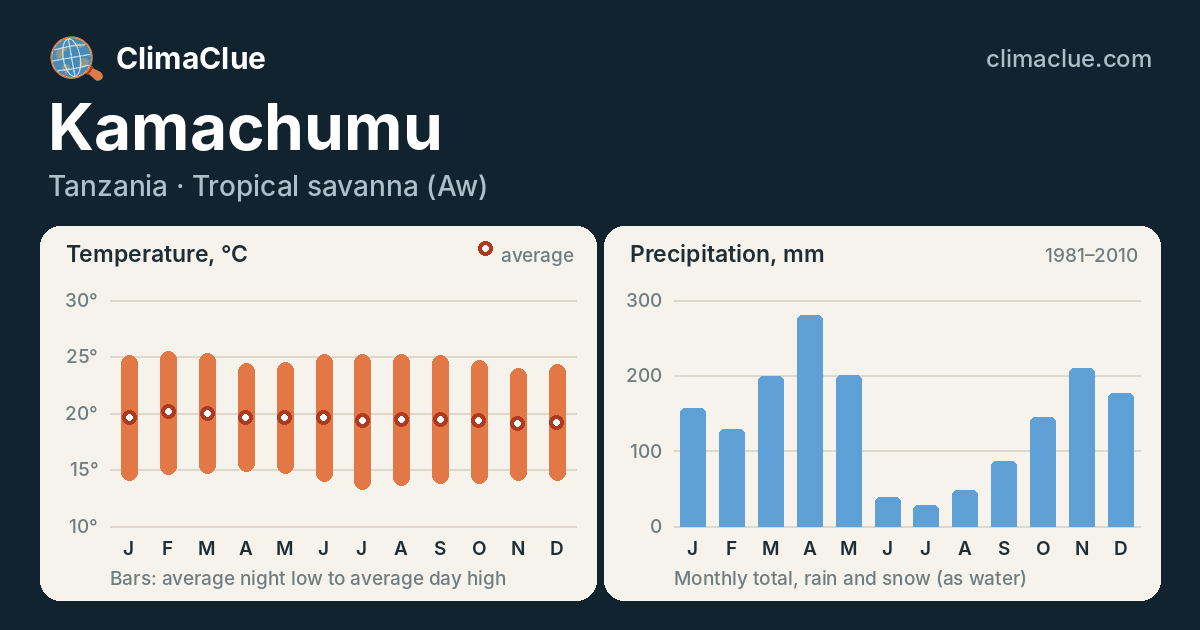 ClimaClue
climaclue.com
Kamachumu
Tanzania · Tropical savanna (Aw)
Temperature, °C
average
30°
25°
20°
15°
10°
J F M A M J J A S O N D
Bars: average night low to average day high
Precipitation, mm
1981–2010
300
200
100
0
J F M A M J J A S O N D
Monthly total, rain and snow (as water)